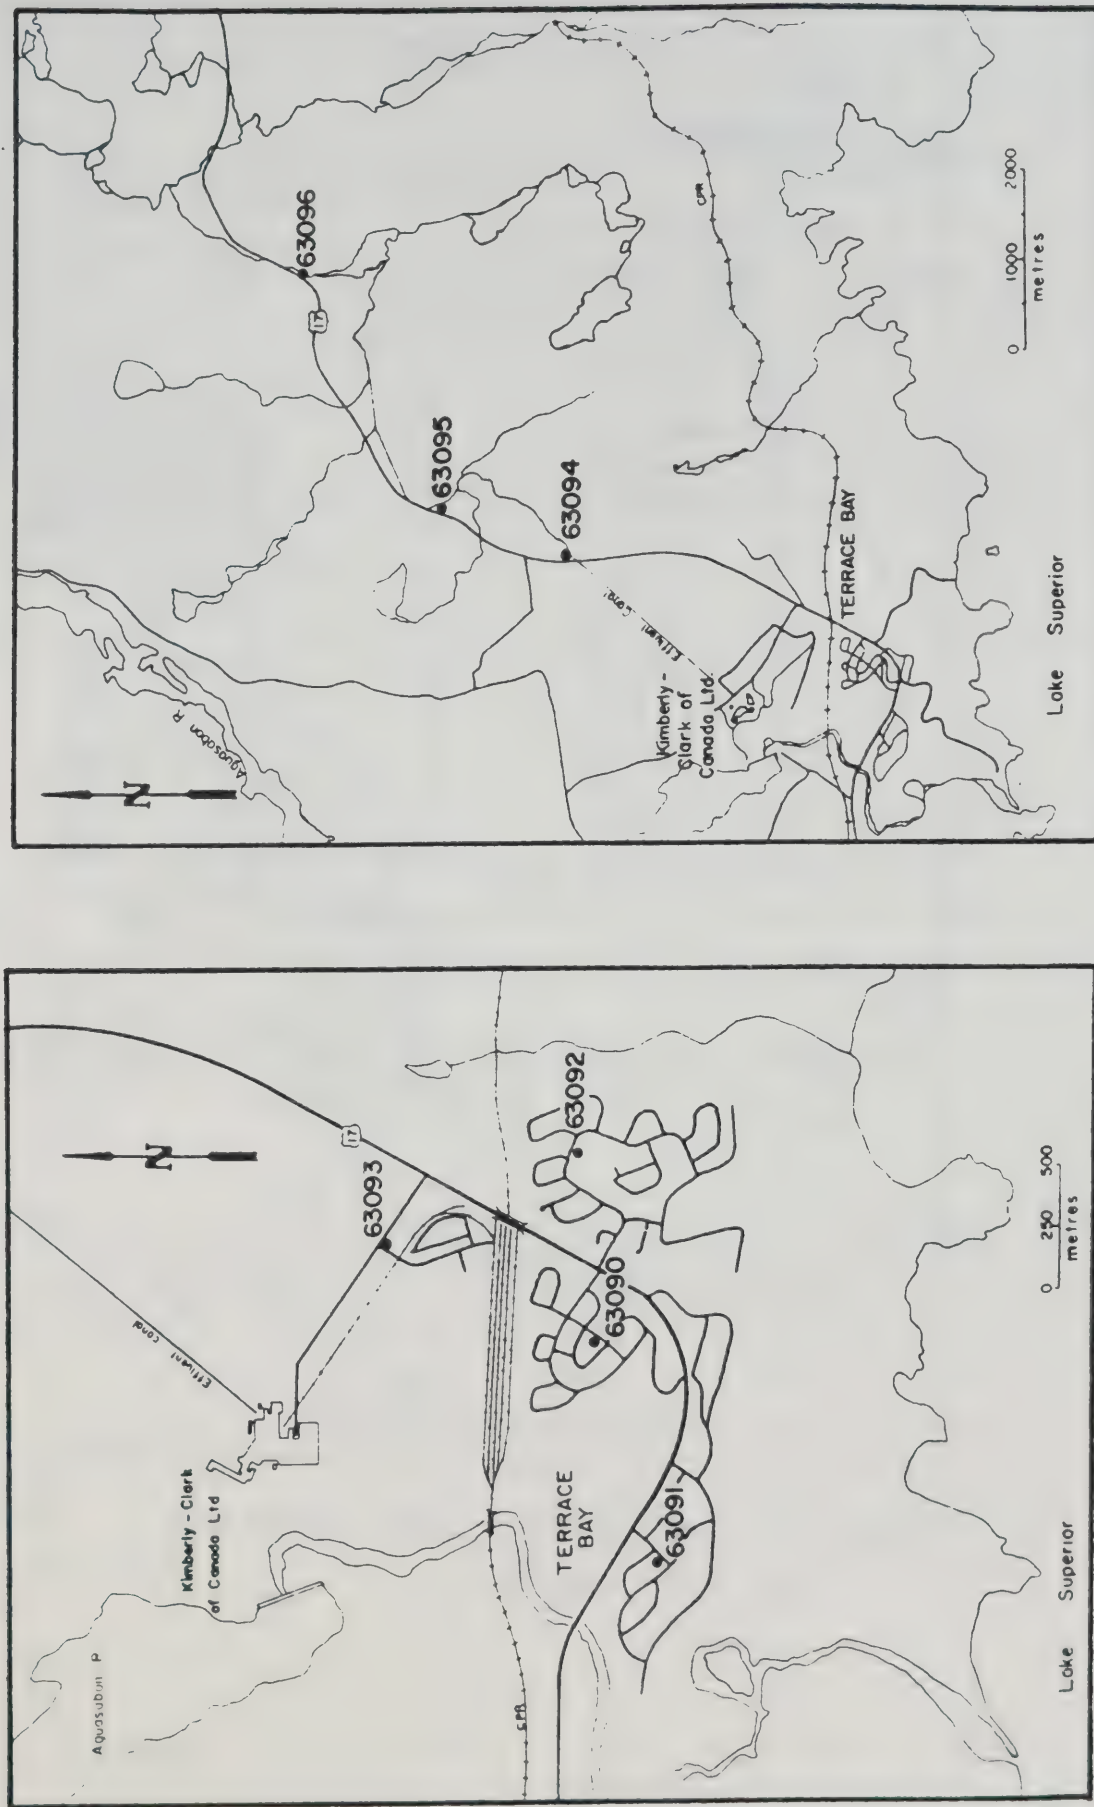 Aguasabon R
N
Effluent canal
Kimberly - Clark
of Canada Ltd
63093
17
CPR
TERRACE
BAY
63090
63091
63092
0 250 500
metres
Lake Superior
Aguasabon R
N
63096
17
63095
63094
Effluent Canal
Kimberly -
Clark of
Canada Ltd.
CPR
TERRACE BAY
0 1000 2000
metres
Lake Superior